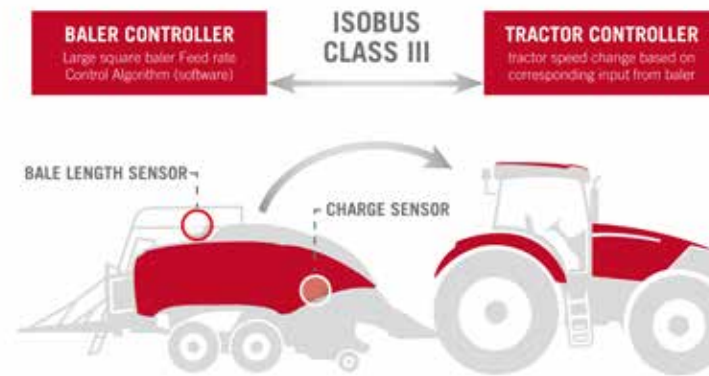 BALER CONTROLLER
Large square baler Feed rate
Control Algorithm (software)
ISOBUS
CLASS III
TRACTOR CONTROLLER
tractor speed change based on
corresponding input from baler
BALE LENGTH SENSOR
CHARGE SENSOR